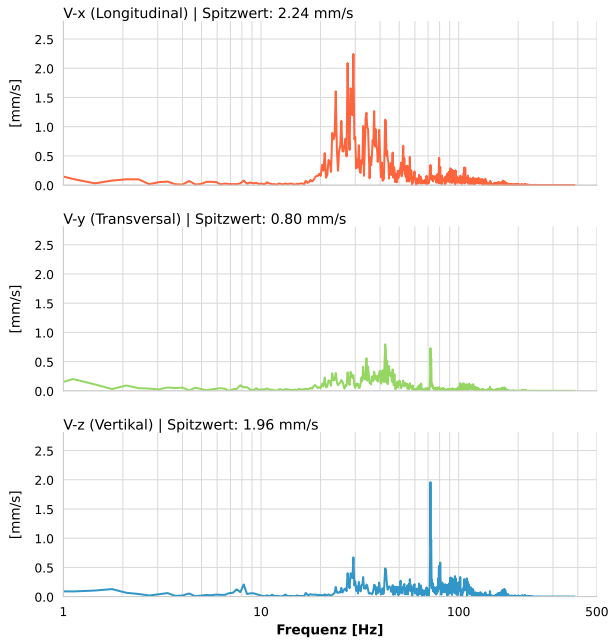 V-x (Longitudinal) | Spitzwert: 2.24 mm/s
[mm/s]
2.5
2.0
1.5
1.0
0.5
0.0
V-y (Transversal) | Spitzwert: 0.80 mm/s
[mm/s]
2.5
2.0
1.5
1.0
0.5
0.0
V-z (Vertikal) | Spitzwert: 1.96 mm/s
[mm/s]
2.5
2.0
1.5
1.0
0.5
0.0
1 10 100 500
Frequenz [Hz]